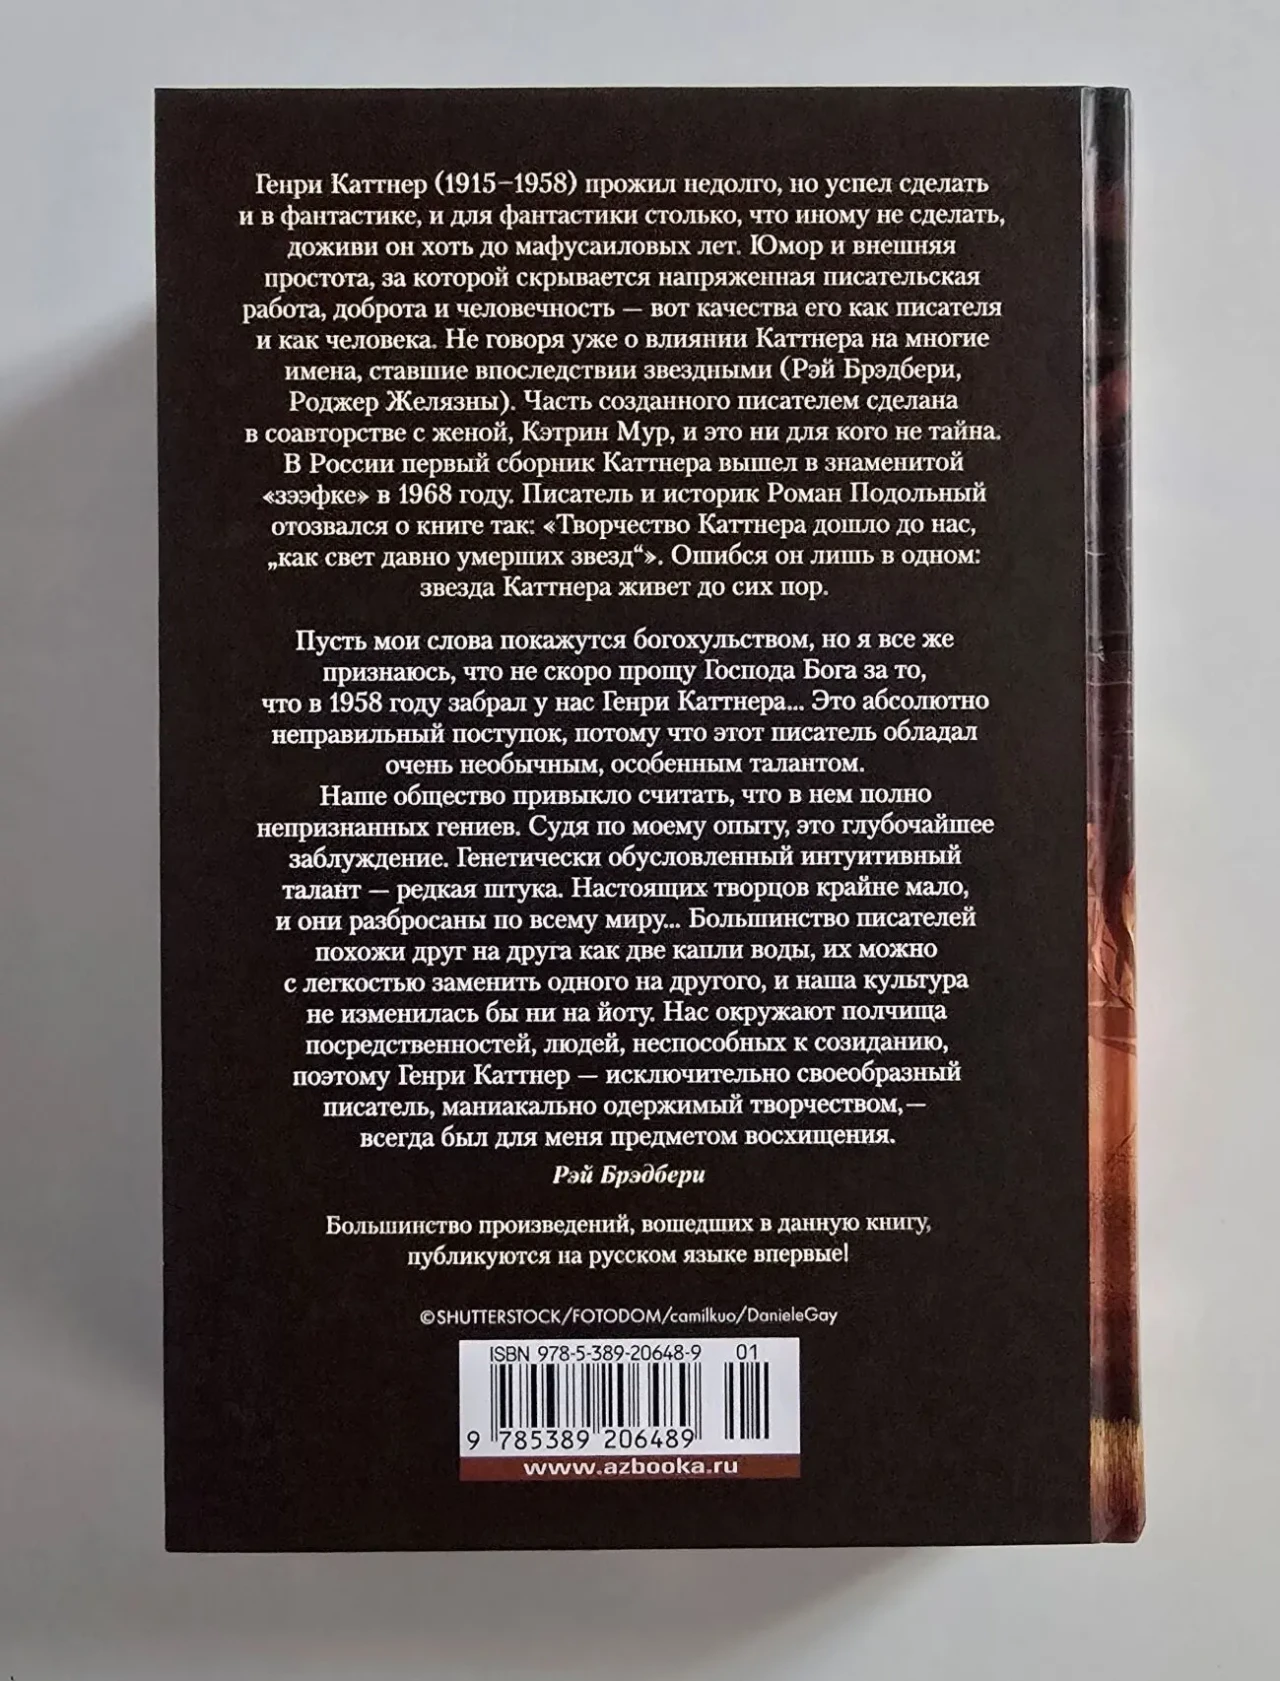 Генри Каттнер (1915–1958) прожил недолго, но успел сделать
и в фантастике, и для фантастики столько, что иному не сделать,
доживи он хоть до мафусаиловых лет. Юмор и внешняя
простота, за которой скрывается напряженная писательская
работа, доброта и человечность — вот качества его как писателя
и как человека. Не говоря уже о влиянии Каттнера на многие
имена, ставшие впоследствии звездными (Рэй Брэдбери,
Роджер Желязны). Часть созданного писателем сделана
в соавторстве с женой, Кэтрин Мур, и это ни для кого не тайна.
В России первый сборник Каттнера вышел в знаменитой
«зээфке» в 1968 году. Писатель и историк Роман Подольный
отозвался о книге так: «Творчество Каттнера дошло до нас,
„как свет давно умерших звезд“». Ошибся он лишь в одном:
звезда Каттнера живет до сих пор.
Пусть мои слова покажутся богохульством, но я все же
признаюсь, что не скоро прощу Господа Бога за то,
что в 1958 году забрал у нас Генри Каттнера... Это абсолютно
неправильный поступок, потому что этот писатель обладал
очень необычным, особенным талантом.
Наше общество привыкло считать, что в нем полно
непризнанных гениев. Судя по моему опыту, это глубочайшее
заблуждение. Генетически обусловленный интуитивный
талант — редкая штука. Настоящих творцов крайне мало,
и они разбросаны по всему миру... Большинство писателей
похожи друг на друга как две капли воды, их можно
с легкостью заменить одного на другого, и наша культура
не изменилась бы ни на йоту. Нас окружают полчища
посредственностей, людей, неспособных к созиданию,
поэтому Генри Каттнер — исключительно своеобразный
писатель, маниакально одержимый творчеством, —
всегда был для меня предметом восхищения.
Рэй Брэдбери
Большинство произведений, вошедших в данную книгу,
публикуются на русском языке впервые!
©SHUTTERSTOCK/FOTODOM/camilkuo/DanieleGay
ISBN 978-5-389-20648-9 01
9 785389 206489
www.azbooka.ru